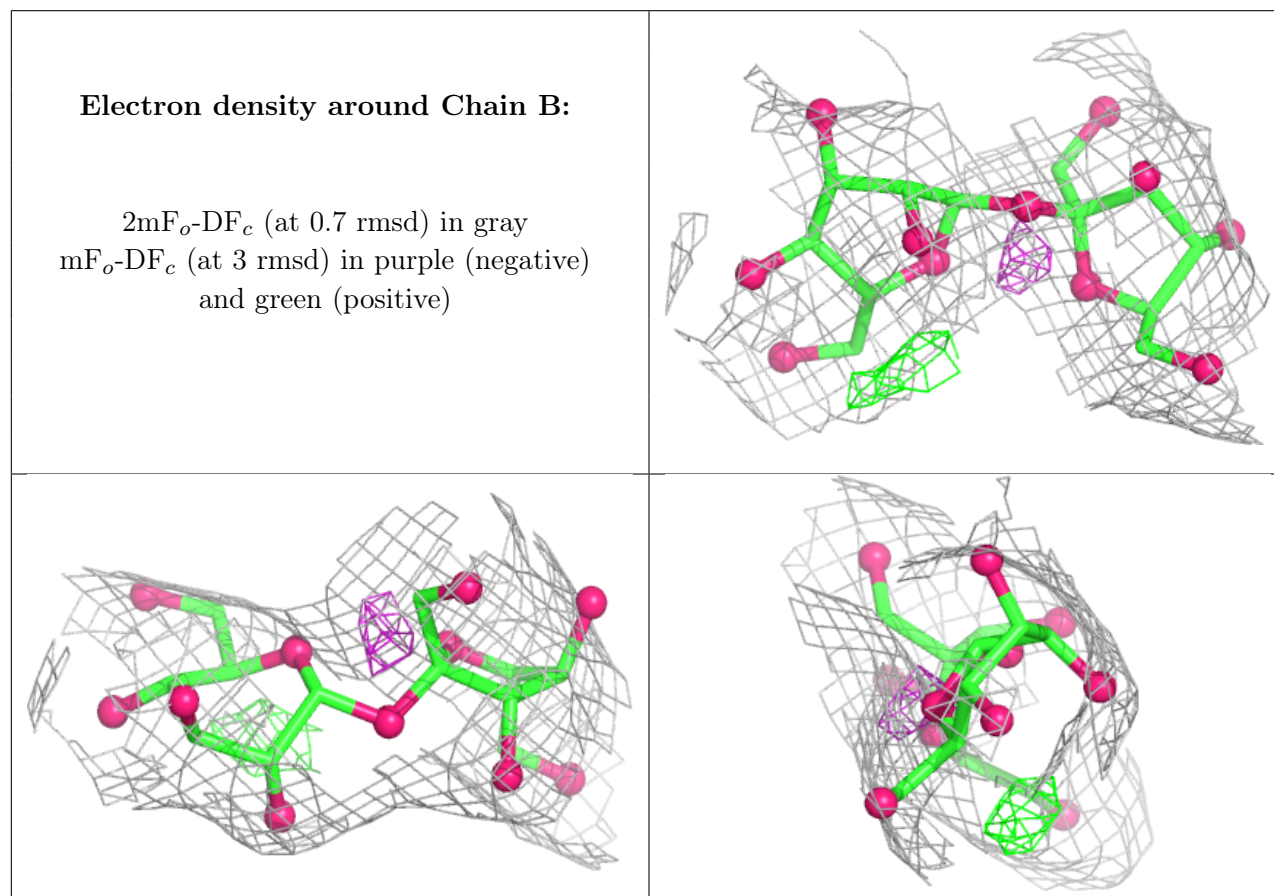 Electron density around Chain B:
2mFₒ-DF𝒸 (at 0.7 rmsd) in gray
mFₒ-DF𝒸 (at 3 rmsd) in purple (negative)
and green (positive)